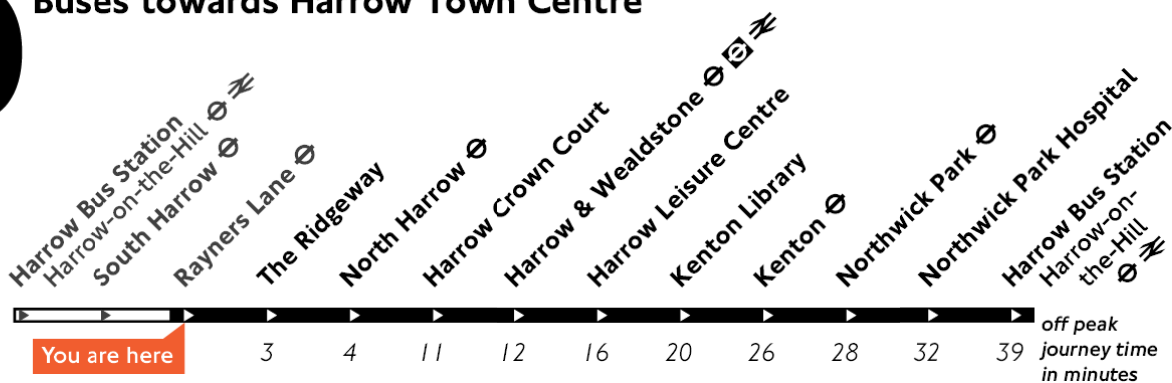 Buses towards Harrow Town Centre
Harrow Bus Station
Harrow-on-the-Hill
South Harrow
Rayners Lane
The Ridgeway
North Harrow
Harrow Crown Court
Harrow & Wealdstone
Harrow Leisure Centre
Kenton Library
Kenton
Northwick Park
Northwick Park Hospital
Harrow Bus Station
Harrow-on-
the-Hill
You are here
3 4 11 12 16 20 26 28 32 39
off peak
journey time
in minutes